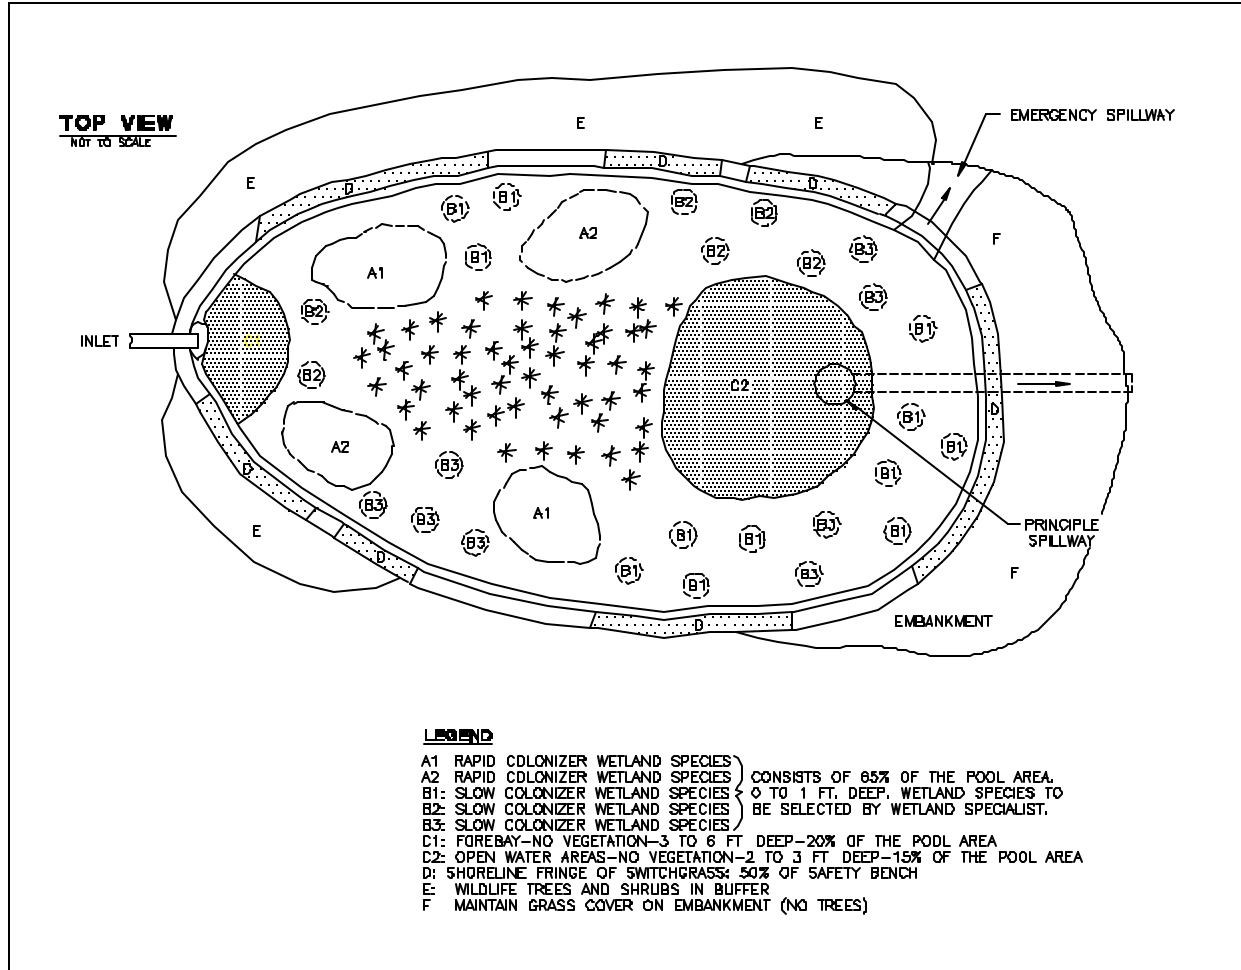 TOP VIEW
NOT TO SCALE
E
E
EMERGENCY SPILLWAY
E
D
D
D
B1
B1
B2
B2
A2
F
A1
B1
B2
B2
B3
B3
B2
B1
INLET
C1
B2
C2
D
B1
B1
A2
B3
B1
D
B3
B3
A1
B3
B1
B1
B3
B1
PRINCIPLE
SPILLWAY
E
D
B1
B1
B3
F
D
EMBANKMENT
LEGEND
A1 RAPID COLONIZER WETLAND SPECIES
A2 RAPID COLONIZER WETLAND SPECIES
B1: SLOW COLONIZER WETLAND SPECIES
B2: SLOW COLONIZER WETLAND SPECIES
B3: SLOW COLONIZER WETLAND SPECIES
CONSISTS OF 65% OF THE POOL AREA.
0 TO 1 FT. DEEP. WETLAND SPECIES TO
BE SELECTED BY WETLAND SPECIALIST.
C1: FOREBAY-NO VEGETATION-3 TO 6 FT DEEP-20% OF THE POOL AREA
C2: OPEN WATER AREAS-NO VEGETATION-2 TO 3 FT DEEP-15% OF THE POOL AREA
D: SHORELINE FRINGE OF SWITCHGRASS: 50% OF SAFETY BENCH
E: WILDLIFE TREES AND SHRUBS IN BUFFER
F MAINTAIN GRASS COVER ON EMBANKMENT (NO TREES)